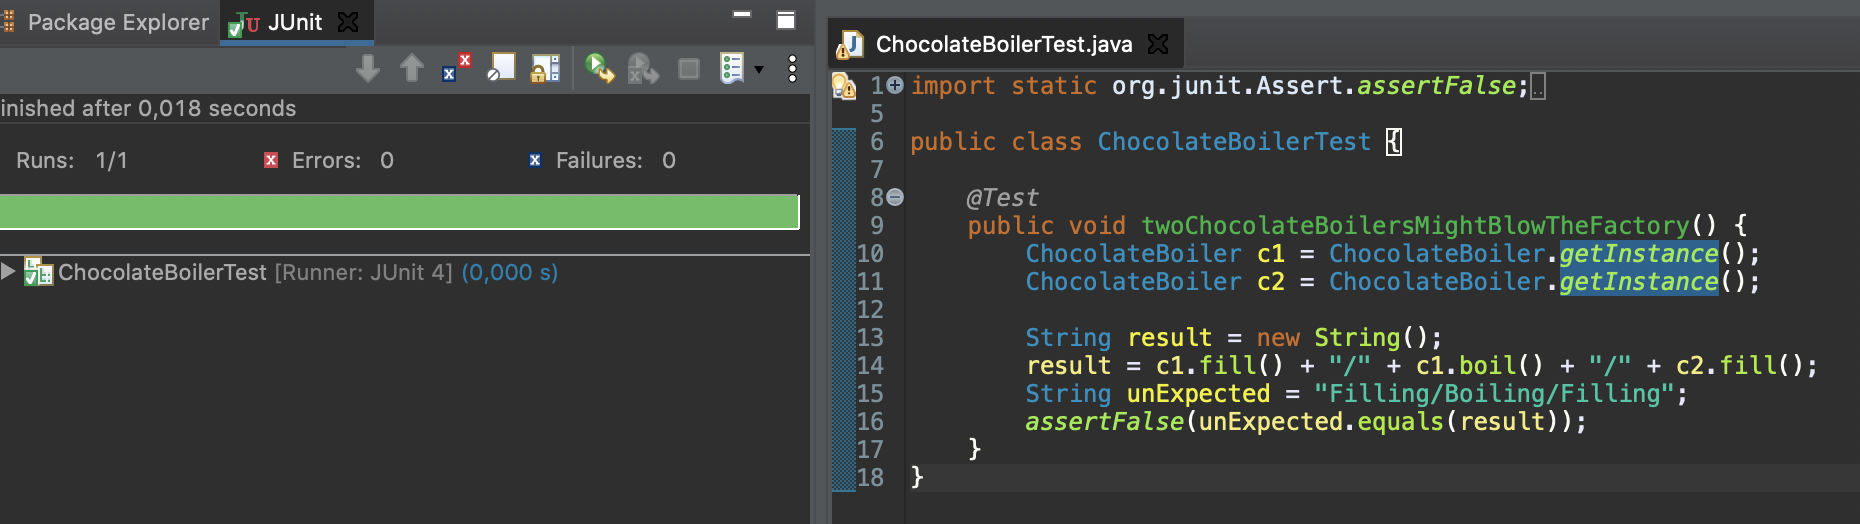 Package Explorer JUnit
inished after 0,018 seconds
Runs: 1/1 Errors: 0 Failures: 0
ChocolateBoilerTest [Runner: JUnit 4] (0,000 s)
ChocolateBoilerTest.java
1 import static org.junit.Assert.assertFalse;
5
6 public class ChocolateBoilerTest {
7
8 @Test
9 public void twoChocolateBoilersMightBlowTheFactory() {
10 ChocolateBoiler c1 = ChocolateBoiler.getInstance();
11 ChocolateBoiler c2 = ChocolateBoiler.getInstance();
12
13 String result = new String();
14 result = c1.fill() + "/" + c1.boil() + "/" + c2.fill();
15 String unExpected = "Filling/Boiling/Filling";
16 assertFalse(unExpected.equals(result));
17 }
18 }